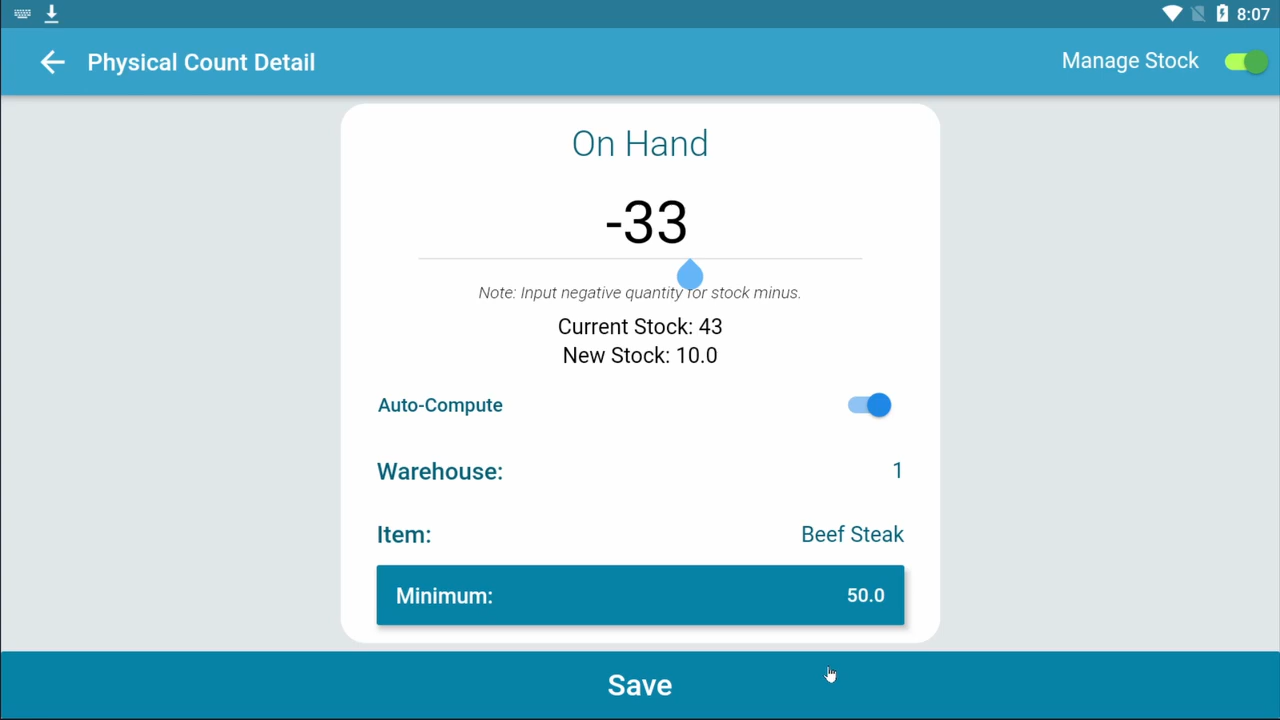 8:07
Physical Count Detail
Manage Stock
On Hand
-33
Note: Input negative quantity for stock minus.
Current Stock: 43
New Stock: 10.0
Auto-Compute
Warehouse: 1
Item: Beef Steak
Minimum: 50.0
Save